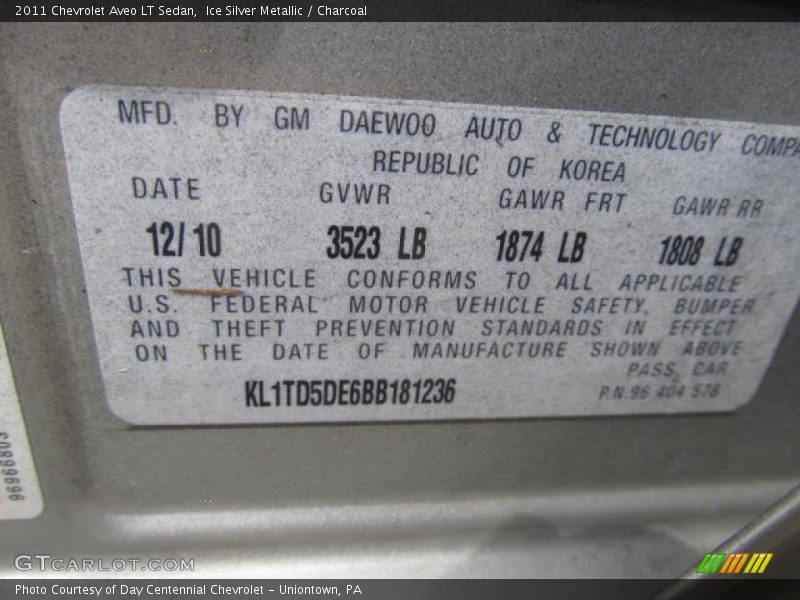 2011 Chevrolet Aveo LT Sedan, Ice Silver Metallic / Charcoal
MFD. BY GM DAEWOO AUTO & TECHNOLOGY COMPA
REPUBLIC OF KOREA
DATE GVWR GAWR FRT GAWR RR
12/10 3523 LB 1874 LB 1808 LB
THIS VEHICLE CONFORMS TO ALL APPLICABLE
U.S. FEDERAL MOTOR VEHICLE SAFETY, BUMPER
AND THEFT PREVENTION STANDARDS IN EFFECT
ON THE DATE OF MANUFACTURE SHOWN ABOVE
PASS. CAR
KL1TD5DE6BB181236 P.N.96 404 578
96966803
GTCARLOT.COM
Photo Courtesy of Day Centennial Chevrolet - Uniontown, PA